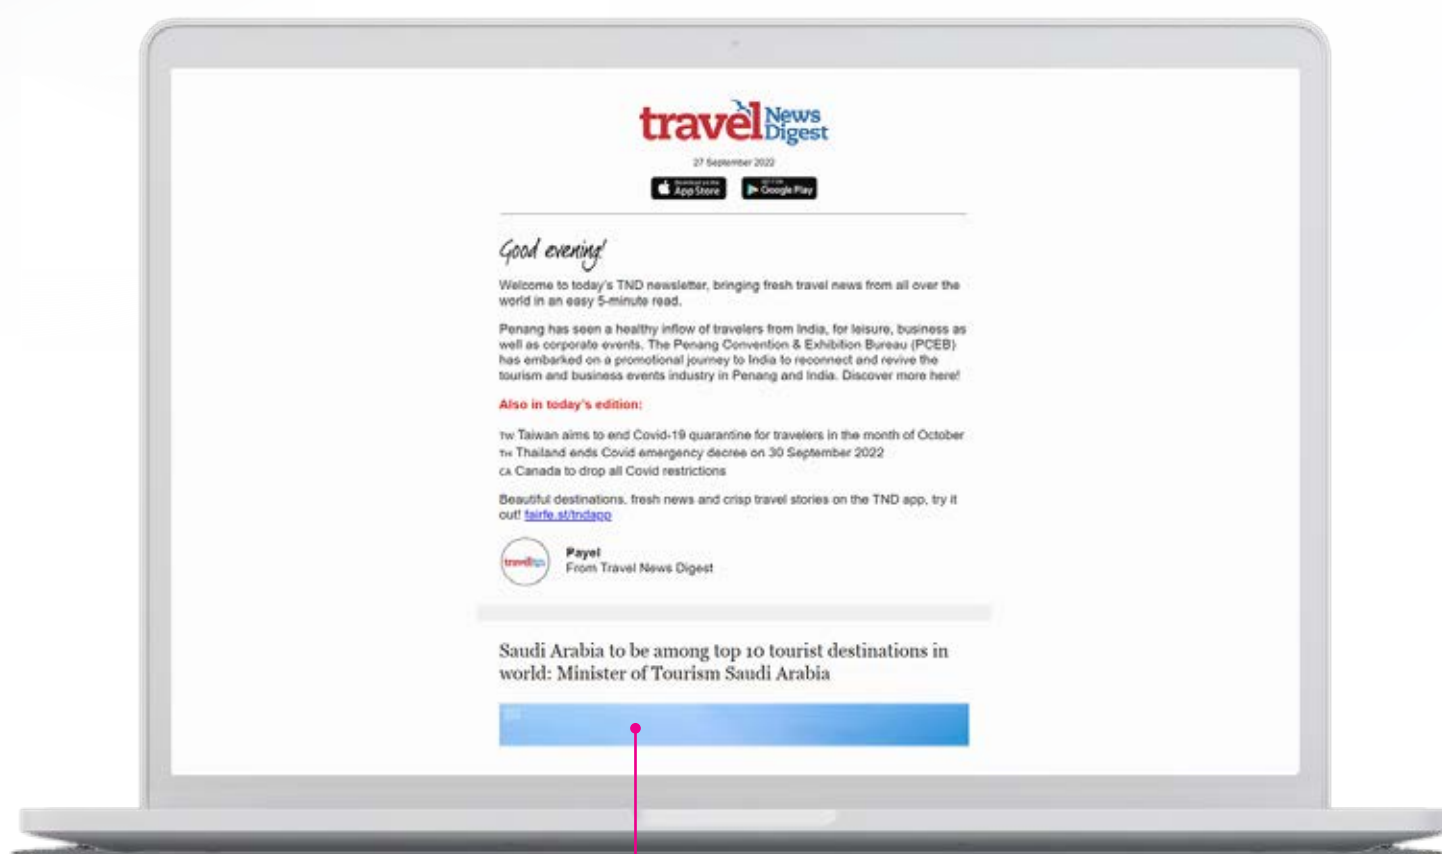 travel News Digest
27 September 2022
Download on the App Store GET IT ON Google Play
Good evening!
Welcome to today's TND newsletter, bringing fresh travel news from all over the
world in an easy 5-minute read.
Penang has seen a healthy inflow of travelers from India, for leisure, business as
well as corporate events. The Penang Convention & Exhibition Bureau (PCEB)
has embarked on a promotional journey to India to reconnect and revive the
tourism and business events industry in Penang and India. Discover more here!
Also in today's edition:
TW Taiwan aims to end Covid-19 quarantine for travelers in the month of October
TH Thailand ends Covid emergency decree on 30 September 2022
CA Canada to drop all Covid restrictions
Beautiful destinations, fresh news and crisp travel stories on the TND app, try it
out! fairfe.st/tndapp
travel
Payel
From Travel News Digest
Saudi Arabia to be among top 10 tourist destinations in
world: Minister of Tourism Saudi Arabia